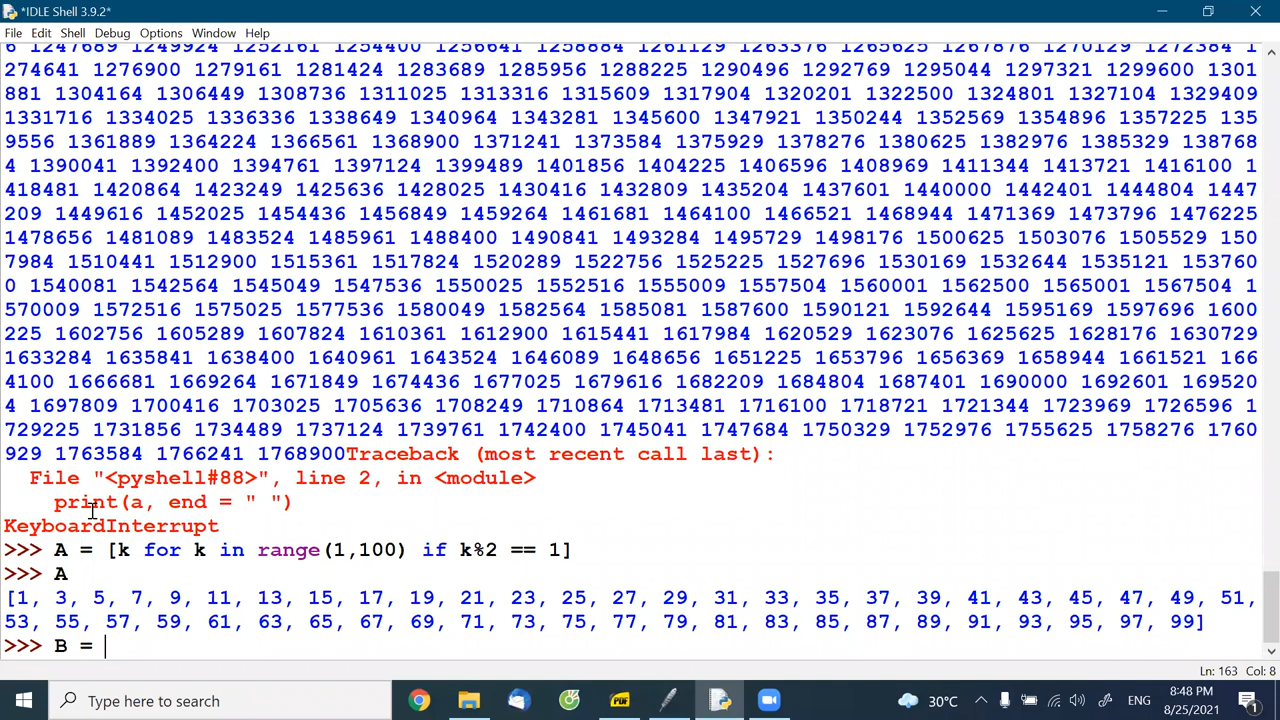 *IDLE Shell 3.9.2*
File Edit Shell Debug Options Window Help
6 1247689 1249924 1252161 1254400 1256641 1258884 1261129 1263376 1265625 1267876 1270129 1272384 1
274641 1276900 1279161 1281424 1283689 1285956 1288225 1290496 1292769 1295044 1297321 1299600 1301
881 1304164 1306449 1308736 1311025 1313316 1315609 1317904 1320201 1322500 1324801 1327104 1329409
1331716 1334025 1336336 1338649 1340964 1343281 1345600 1347921 1350244 1352569 1354896 1357225 135
9556 1361889 1364224 1366561 1368900 1371241 1373584 1375929 1378276 1380625 1382976 1385329 138768
4 1390041 1392400 1394761 1397124 1399489 1401856 1404225 1406596 1408969 1411344 1413721 1416100 1
418481 1420864 1423249 1425636 1428025 1430416 1432809 1435204 1437601 1440000 1442401 1444804 1447
209 1449616 1452025 1454436 1456849 1459264 1461681 1464100 1466521 1468944 1471369 1473796 1476225
1478656 1481089 1483524 1485961 1488400 1490841 1493284 1495729 1498176 1500625 1503076 1505529 150
7984 1510441 1512900 1515361 1517824 1520289 1522756 1525225 1527696 1530169 1532644 1535121 153760
0 1540081 1542564 1545049 1547536 1550025 1552516 1555009 1557504 1560001 1562500 1565001 1567504 1
570009 1572516 1575025 1577536 1580049 1582564 1585081 1587600 1590121 1592644 1595169 1597696 1600
225 1602756 1605289 1607824 1610361 1612900 1615441 1617984 1620529 1623076 1625625 1628176 1630729
1633284 1635841 1638400 1640961 1643524 1646089 1648656 1651225 1653796 1656369 1658944 1661521 166
4100 1666681 1669264 1671849 1674436 1677025 1679616 1682209 1684804 1687401 1690000 1692601 169520
4 1697809 1700416 1703025 1705636 1708249 1710864 1713481 1716100 1718721 1721344 1723969 1726596 1
729225 1731856 1734489 1737124 1739761 1742400 1745041 1747684 1750329 1752976 1755625 1758276 1760
929 1763584 1766241 1768900Traceback (most recent call last):
File "<pyshell#88>", line 2, in <module>
print(a, end = " ")
KeyboardInterrupt
>>> A = [k for k in range(1,100) if k%2 == 1]
>>> A
[1, 3, 5, 7, 9, 11, 13, 15, 17, 19, 21, 23, 25, 27, 29, 31, 33, 35, 37, 39, 41, 43, 45, 47, 49, 51,
53, 55, 57, 59, 61, 63, 65, 67, 69, 71, 73, 75, 77, 79, 81, 83, 85, 87, 89, 91, 93, 95, 97, 99]
>>> B =
Ln: 163 Col: 8
Type here to search
PDF
30°C
ENG
8:48 PM
8/25/2021
1